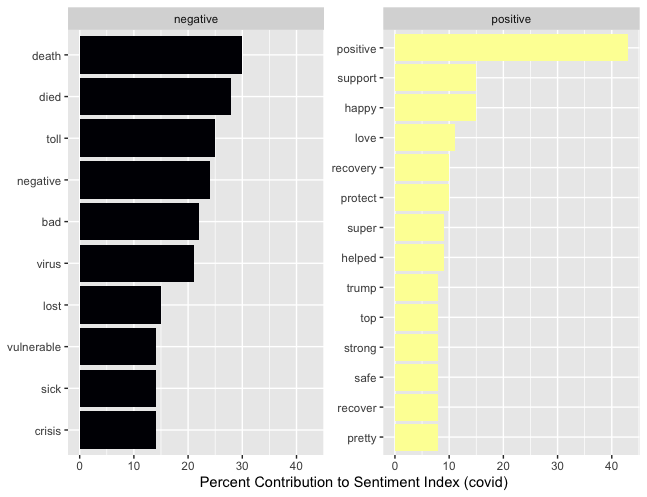 negative
death
died
toll
negative
bad
virus
lost
vulnerable
sick
crisis
0 10 20 30 40
positive
positive
support
happy
love
recovery
protect
super
helped
trump
top
strong
safe
recover
pretty
0 10 20 30 40
Percent Contribution to Sentiment Index (covid)